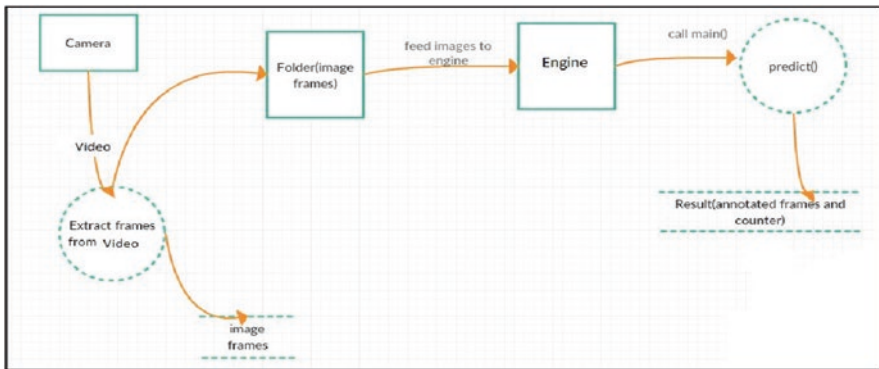 Camera
Video
Extract frames
from Video
image
frames
Folder(image
frames)
feed images to
engine
Engine
call main()
predict()
Result(annotated frames and
counter)